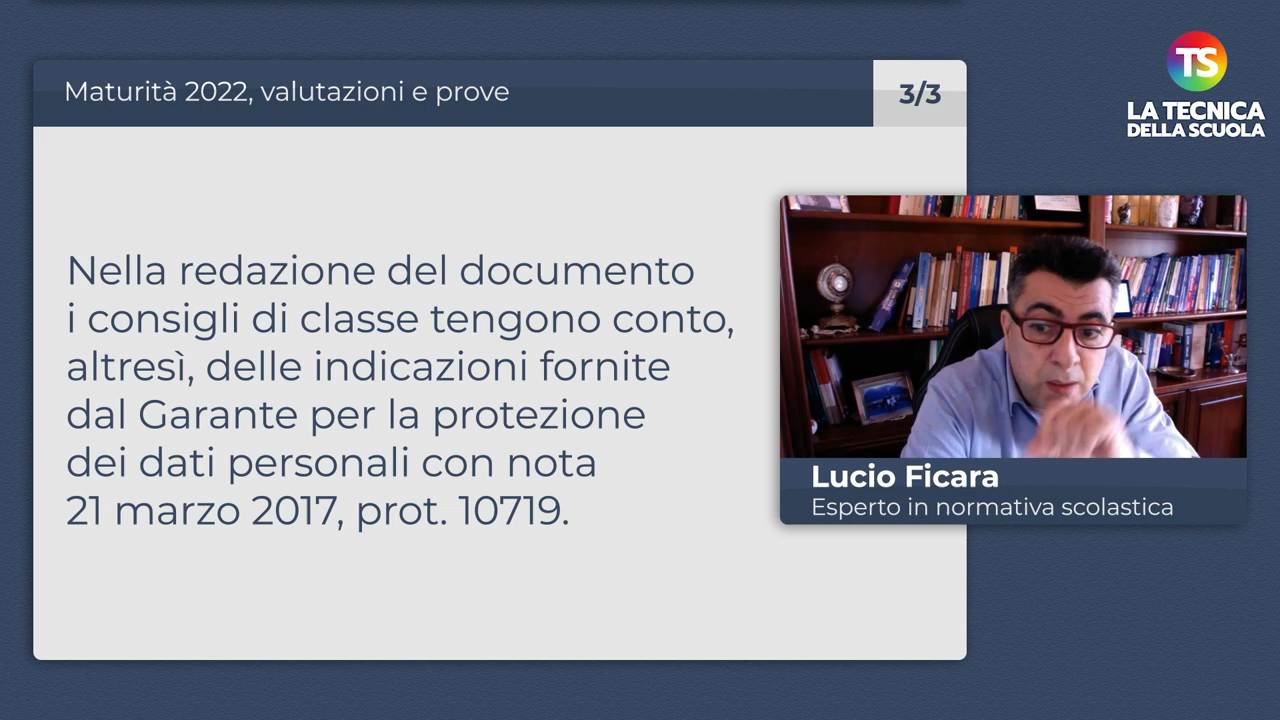 Maturità 2022, valutazioni e prove
3/3
TS
LA TECNICA
DELLA SCUOLA
Nella redazione del documento
i consigli di classe tengono conto,
altresì, delle indicazioni fornite
dal Garante per la protezione
dei dati personali con nota
21 marzo 2017, prot. 10719.
Lucio Ficara
Esperto in normativa scolastica